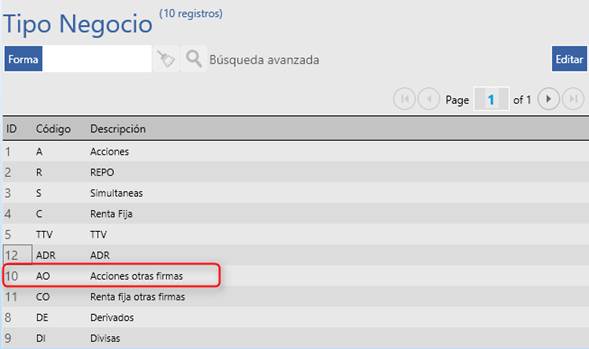 Tipo Negocio (10 registros)
Forma Búsqueda avanzada Editar
Page 1 of 1
ID Código Descripción
1 A Acciones
2 R REPO
3 S Simultaneas
4 C Renta Fija
5 TTV TTV
12 ADR ADR
10 AO Acciones otras firmas
11 CO Renta fija otras firmas
8 DE Derivados
9 DI Divisas